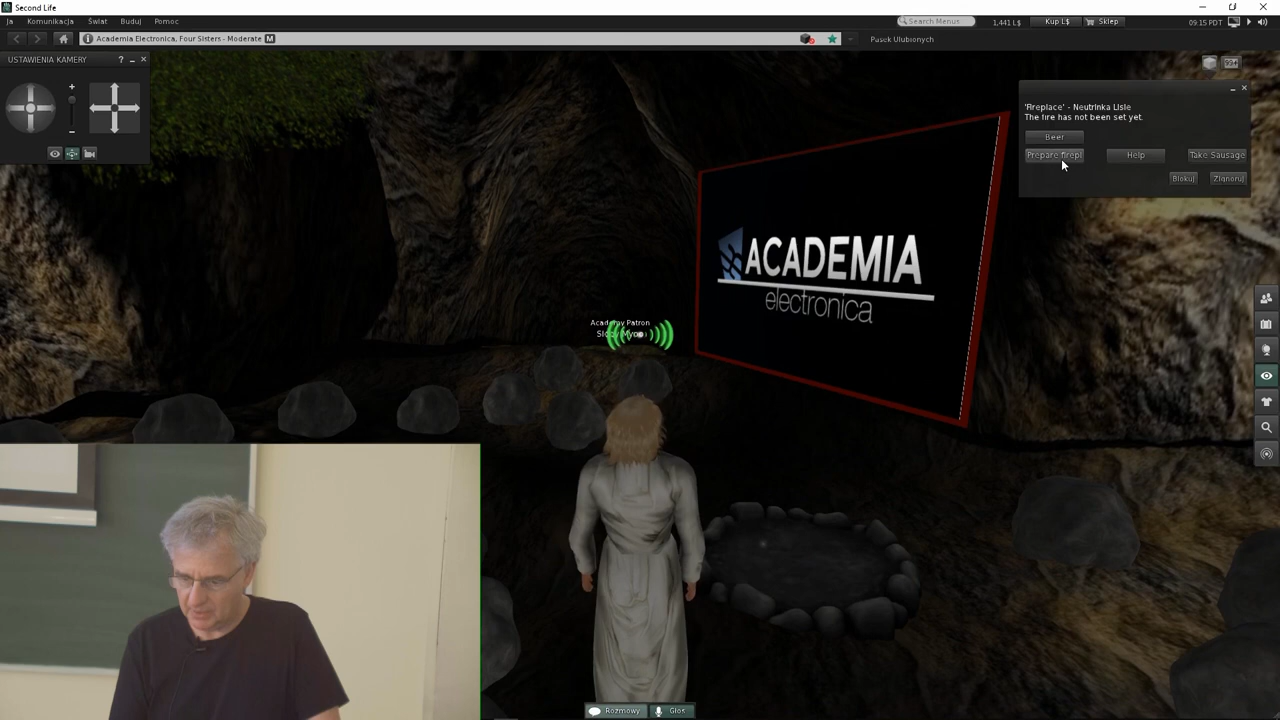 Second Life
Ja Komunikacja Świat Buduj Pomoc
Search Menus
1,441 L$
Kup L$
Sklep
09:15 PDT
Academia Electronica, Four Sisters - Moderate M
Pasek Ulubionych
USTAWIENIA KAMERY
'Fireplace' - Neutrinka Lisle
The fire has not been set yet.
Beer
Prepare firepl
Help
Take Sausage
Blokuj
Zignoruj
ACADEMIA
electronica
Academy Patron
Rozmowy
Głos